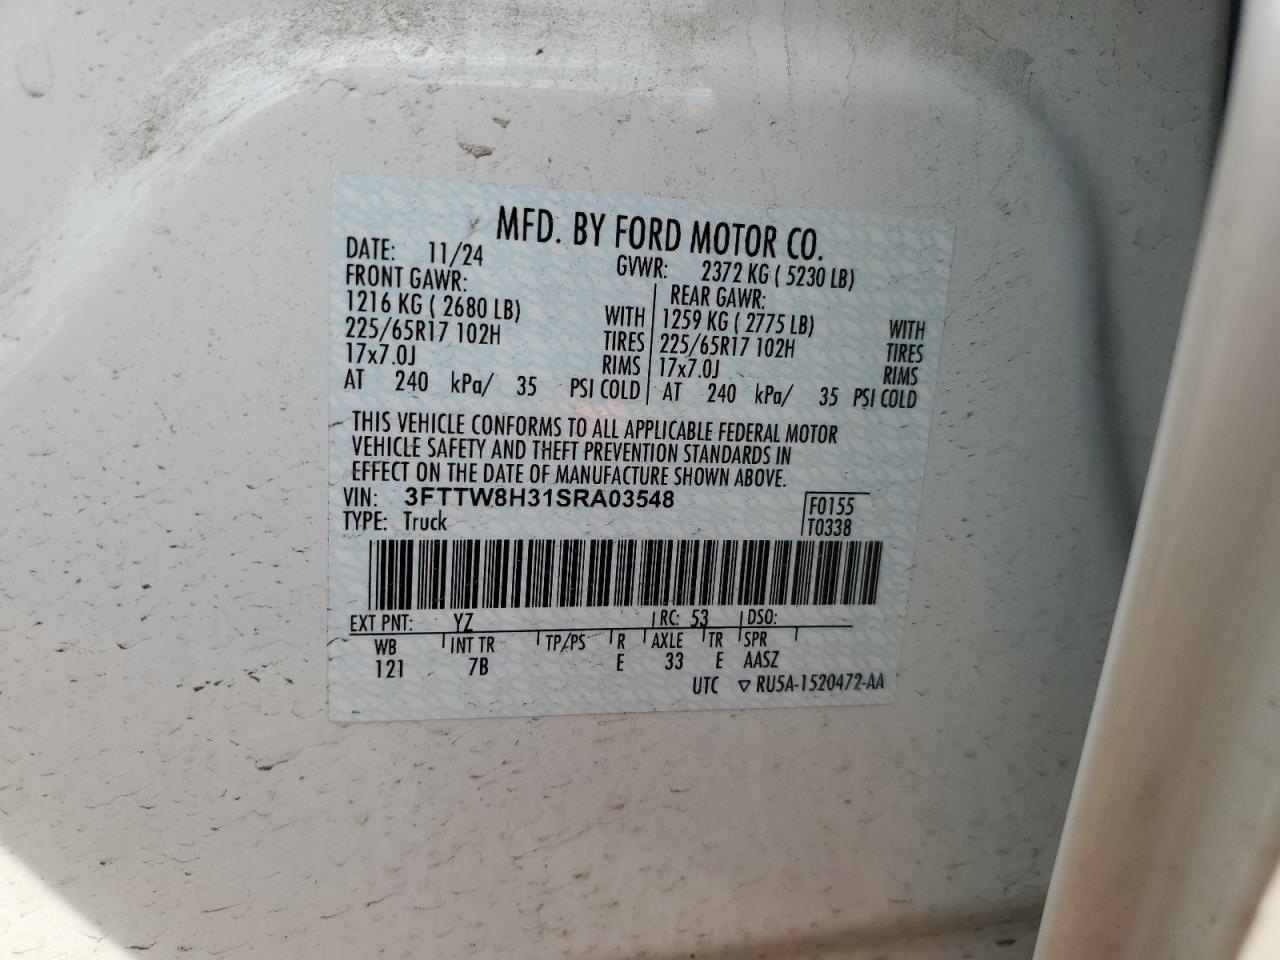 MFD. BY FORD MOTOR CO.
DATE: 11/24 GVWR: 2372 KG ( 5230 LB)
FRONT GAWR: REAR GAWR:
1216 KG ( 2680 LB) WITH 1259 KG ( 2775 LB) WITH
225/65R17 102H TIRES 225/65R17 102H TIRES
17x7.0J RIMS 17x7.0J RIMS
AT 240 kPa/ 35 PSI COLD AT 240 kPa/ 35 PSI COLD
THIS VEHICLE CONFORMS TO ALL APPLICABLE FEDERAL MOTOR
VEHICLE SAFETY AND THEFT PREVENTION STANDARDS IN
EFFECT ON THE DATE OF MANUFACTURE SHOWN ABOVE.
VIN: 3FTTW8H31SRA03548 F0155
TYPE: Truck T0338
EXT PNT: YZ RC: 53 DSO:
WB INT TR TP/PS R AXLE TR SPR
121 7B E 33 E AASZ
UTC ▽ RU5A-1520472-AA